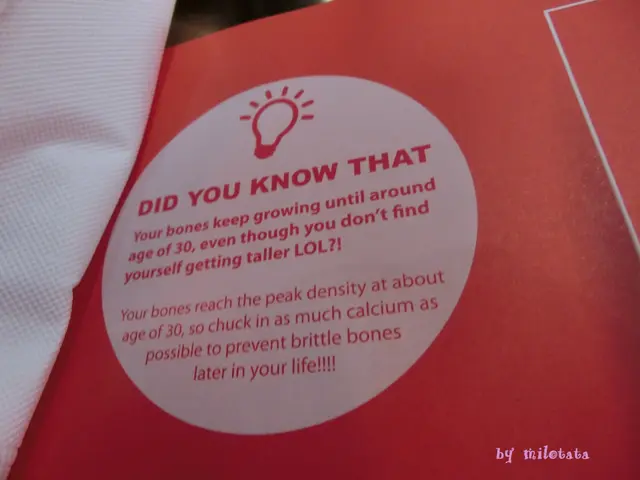 DID YOU KNOW THAT
Your bones keep growing until around
age of 30, even though you don't find
yourself getting taller LOL?!
Your bones reach the peak density at about
age of 30, so chuck in as much calcium as
possible to prevent brittle bones
later in your life!!!!
by milotata